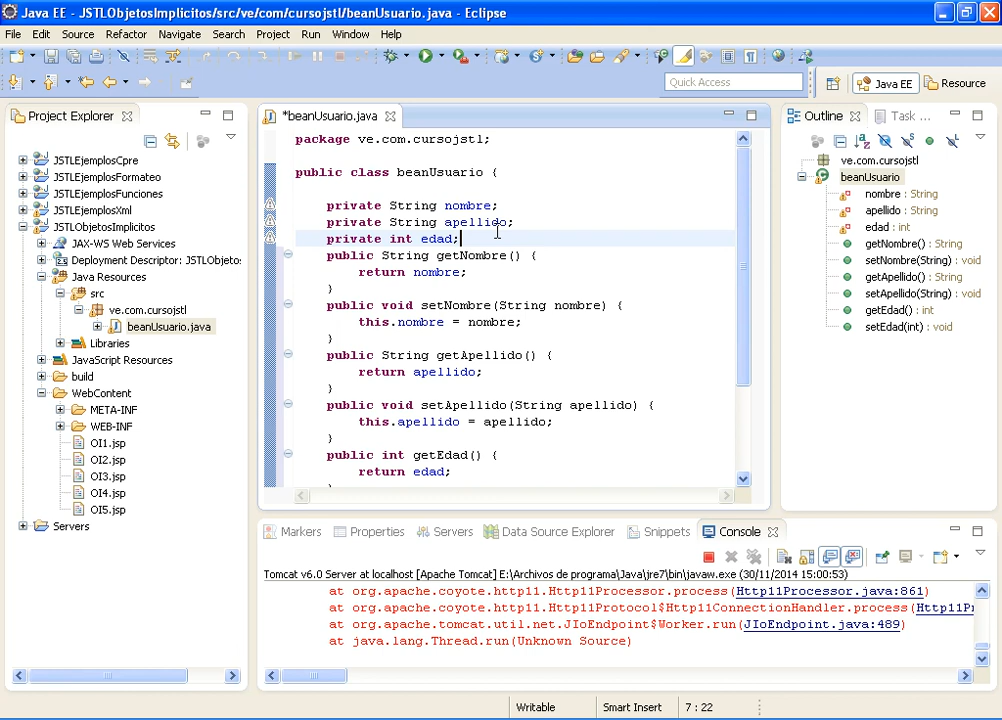 Java EE - JSTLObjetosImplicitos/src/ve/com/cursojstl/beanUsuario.java - Eclipse
File Edit Source Refactor Navigate Search Project Run Window Help
Quick Access
Java EE
Resource
Project Explorer
JSTLEjemplosCpre
JSTLEjemplosFormateo
JSTLEjemplosFunciones
JSTLEjemplosXml
JSTLObjetosImplicitos
JAX-WS Web Services
Deployment Descriptor: JSTLObjetos
Java Resources
src
ve.com.cursojstl
beanUsuario.java
Libraries
JavaScript Resources
build
WebContent
META-INF
WEB-INF
OI1.jsp
OI2.jsp
OI3.jsp
OI4.jsp
OI5.jsp
Servers
*beanUsuario.java
package ve.com.cursojstl;
public class beanUsuario {
private String nombre;
private String apellido;
private int edad;
public String getNombre() {
return nombre;
}
public void setNombre(String nombre) {
this.nombre = nombre;
}
public String getApellido() {
return apellido;
}
public void setApellido(String apellido) {
this.apellido = apellido;
}
public int getEdad() {
return edad;
}
Outline
Task ...
ve.com.cursojstl
beanUsuario
nombre : String
apellido : String
edad : int
getNombre() : String
setNombre(String) : void
getApellido() : String
setApellido(String) : void
getEdad() : int
setEdad(int) : void
Markers Properties Servers Data Source Explorer Snippets Console
Tomcat v6.0 Server at localhost [Apache Tomcat] E:\Archivos de programa\Java\jre7\bin\javaw.exe (30/11/2014 15:00:53)
at org.apache.coyote.http11.Http11Processor.process(Http11Processor.java:861)
at org.apache.coyote.http11.Http11Protocol$Http11ConnectionHandler.process(Http11Pr
at org.apache.tomcat.util.net.JIoEndpoint$Worker.run(JIoEndpoint.java:489)
at java.lang.Thread.run(Unknown Source)
Writable
Smart Insert
7 : 22